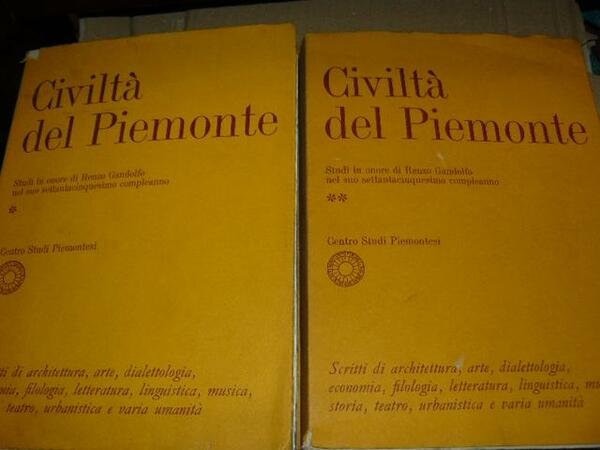 Civiltà
del Piemonte
Studi in onore di Renzo Gandolfo
nel suo settantacinquesimo compleanno
*
Centro Studi Piemontesi
di architettura, arte, dialettologia,
filologia, letteratura, linguistica, musica,
teatro, urbanistica e varia umanità
Civiltà
del Piemonte
Studi in onore di Renzo Gandolfo
nel suo settantacinquesimo compleanno
**
Centro Studi Piemontesi
Scritti di architettura, arte, dialettologia,
economia, filologia, letteratura, linguistica, mu
storia, teatro, urbanistica e varia umanità